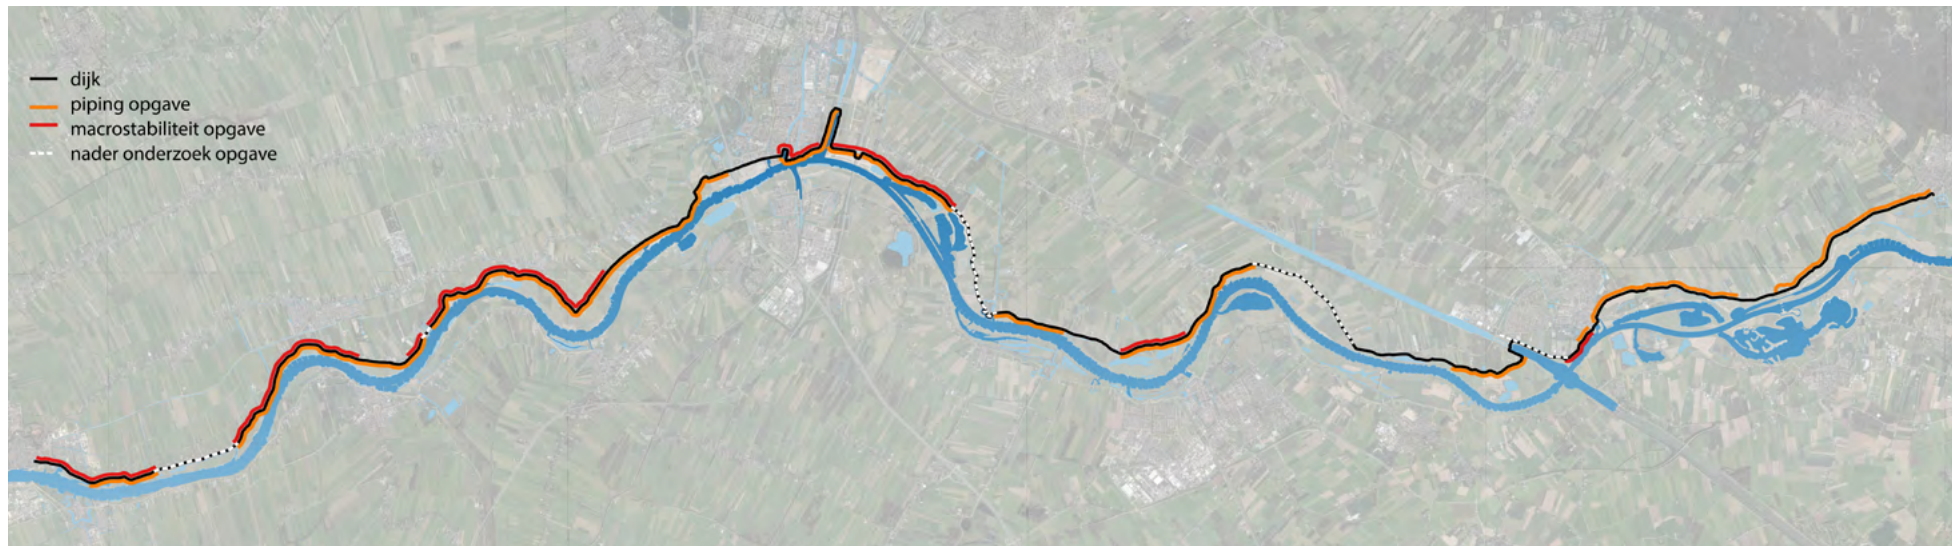 dijk
piping opgave
macrostabiliteit opgave
nader onderzoek opgave